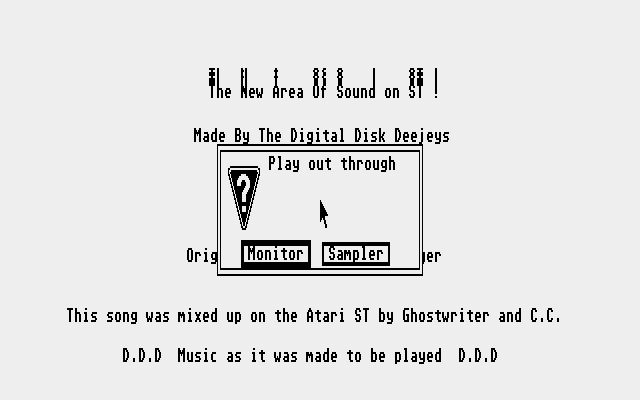 The New Area Of Sound on ST !
Made By The Digital Disk Deejeys
Play out through
?
Monitor Sampler
Orig
This song was mixed up on the Atari ST by Ghostwriter and C.C.
D.D.D Music as it was made to be played D.D.D